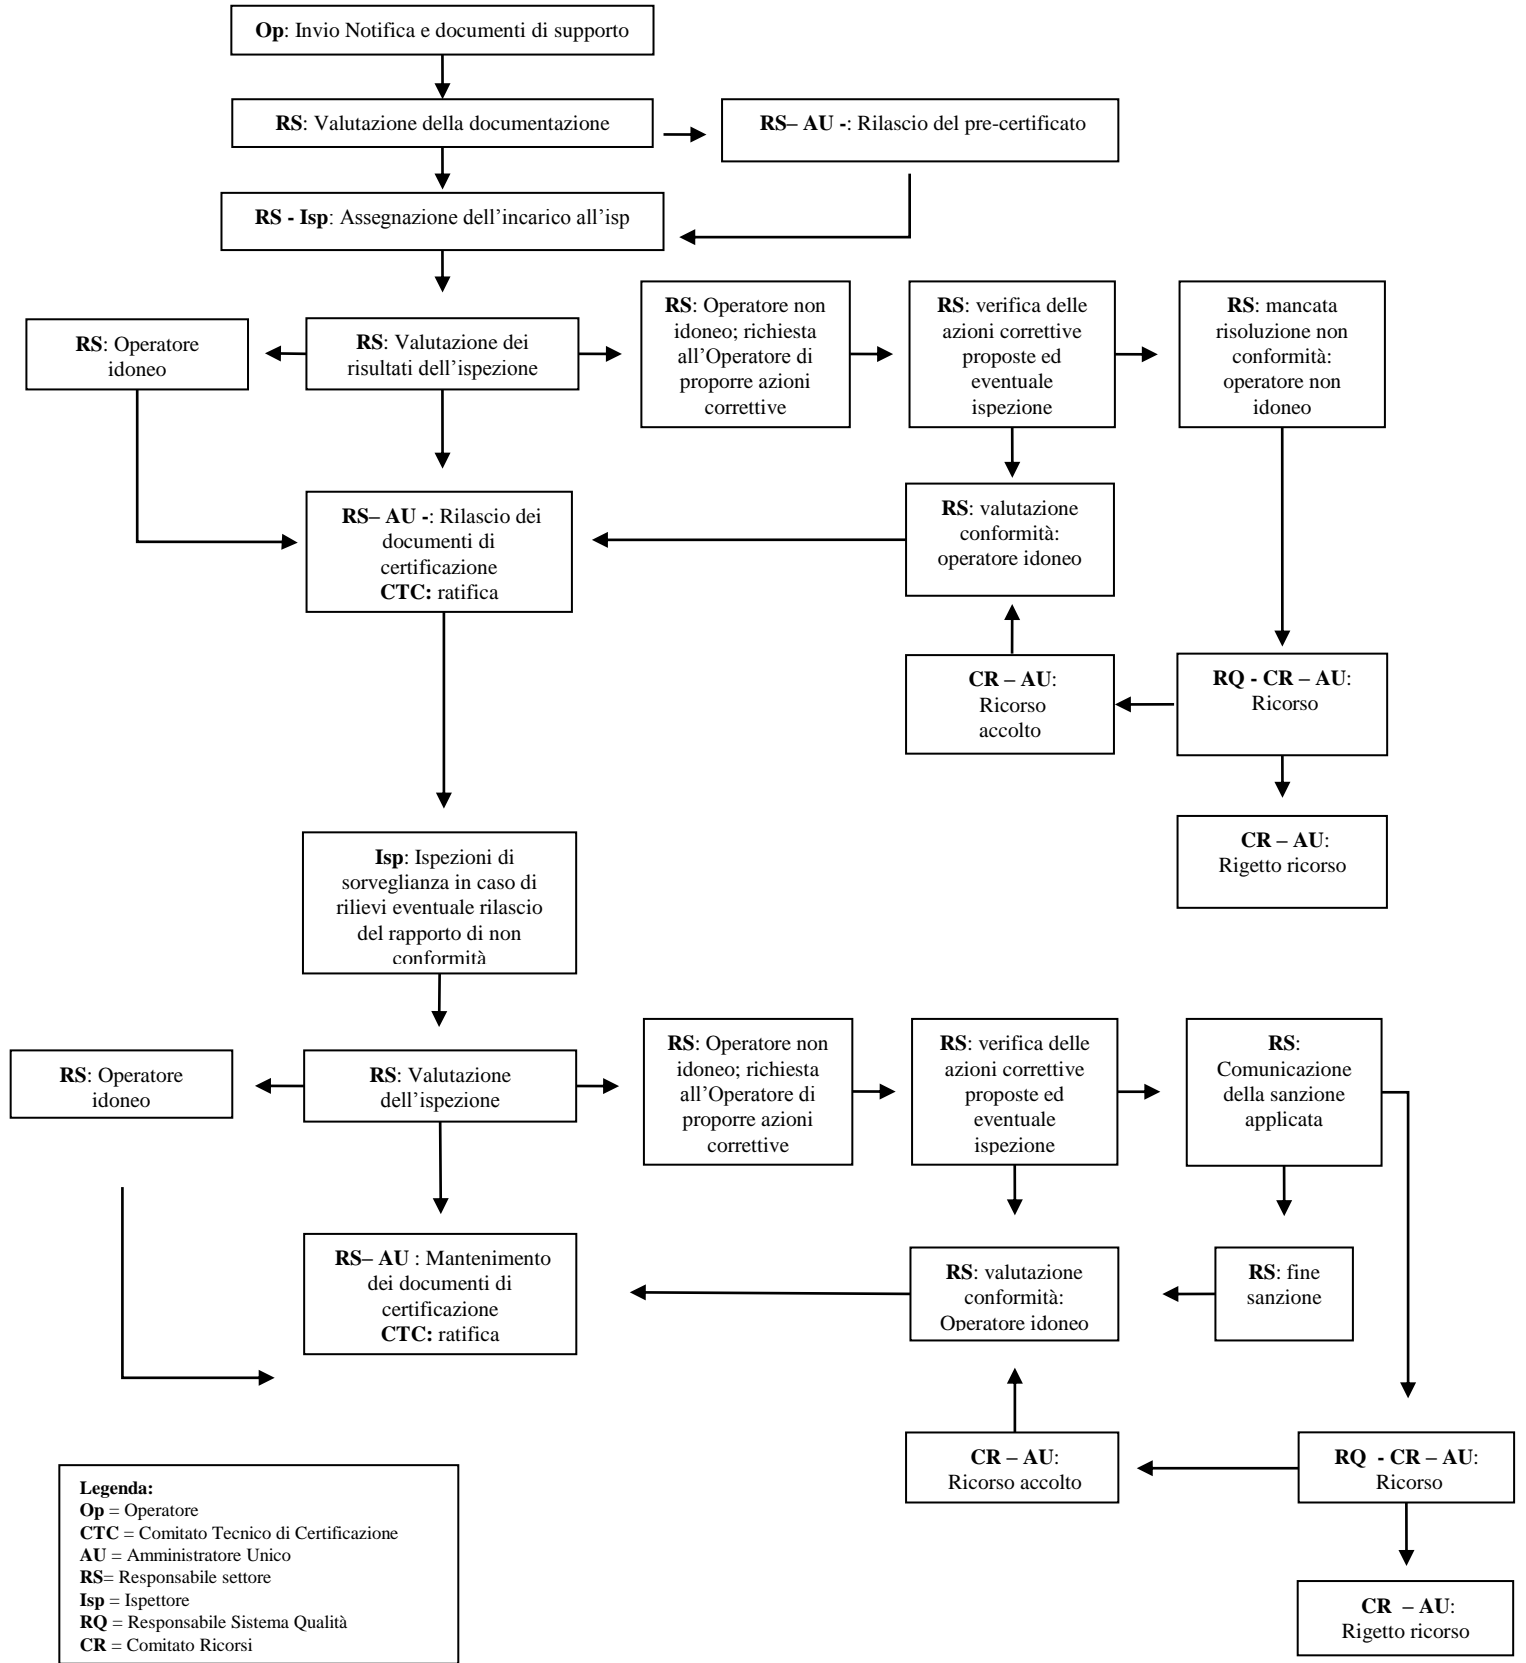 Op: Invio Notifica e documenti di supporto
RS: Valutazione della documentazione
RS– AU -: Rilascio del pre-certificato
RS - Isp: Assegnazione dell’incarico all’isp
RS: Operatore
idoneo
RS: Valutazione dei
risultati dell’ispezione
RS: Operatore non
idoneo; richiesta
all’Operatore di
proporre azioni
correttive
RS: verifica delle
azioni correttive
proposte ed
eventuale
ispezione
RS: mancata
risoluzione non
conformità:
operatore non
idoneo
RS– AU -: Rilascio dei
documenti di
certificazione
CTC: ratifica
RS: valutazione
conformità:
operatore idoneo
CR – AU:
Ricorso
accolto
RQ - CR – AU:
Ricorso
CR – AU:
Rigetto ricorso
Isp: Ispezioni di
sorveglianza in caso di
rilievi eventuale rilascio
del rapporto di non
conformità
RS: Operatore
idoneo
RS: Valutazione
dell’ispezione
RS: Operatore non
idoneo; richiesta
all’Operatore di
proporre azioni
correttive
RS: verifica delle
azioni correttive
proposte ed
eventuale
ispezione
RS:
Comunicazione
della sanzione
applicata
RS– AU : Mantenimento
dei documenti di
certificazione
CTC: ratifica
RS: valutazione
conformità:
Operatore idoneo
RS: fine
sanzione
CR – AU:
Ricorso accolto
RQ - CR – AU:
Ricorso
CR – AU:
Rigetto ricorso
Legenda:
Op = Operatore
CTC = Comitato Tecnico di Certificazione
AU = Amministratore Unico
RS= Responsabile settore
Isp = Ispettore
RQ = Responsabile Sistema Qualità
CR = Comitato Ricorsi